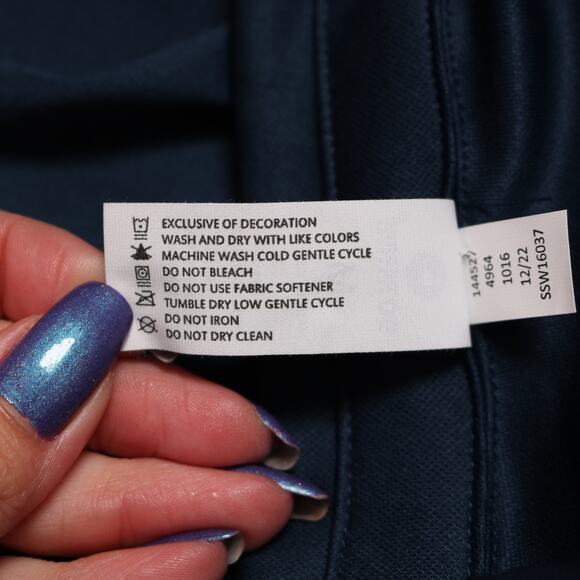 EXCLUSIVE OF DECORATION
WASH AND DRY WITH LIKE COLORS
MACHINE WASH COLD GENTLE CYCLE
DO NOT BLEACH
DO NOT USE FABRIC SOFTENER
TUMBLE DRY LOW GENTLE CYCLE
DO NOT IRON
DO NOT DRY CLEAN
144527
4964
1016
12/22
SSW16037